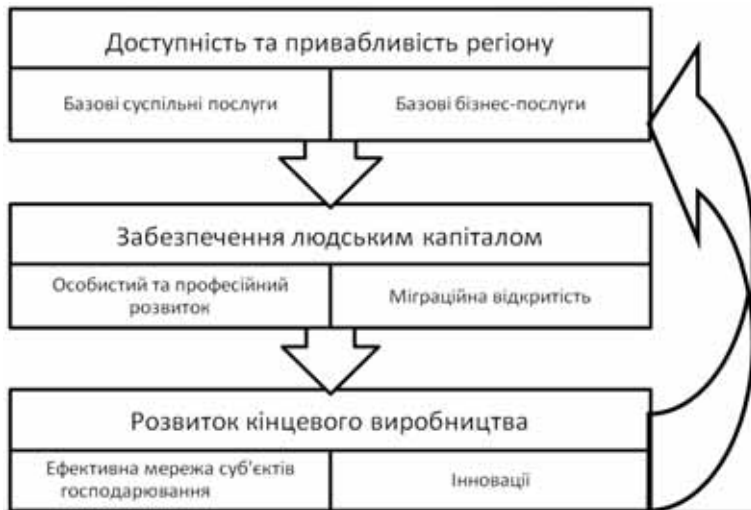 Доступність та привабливість регіону
Базові суспільні послуги
Базові бізнес-послуги
Забезпечення людським капіталом
Особистий та професійний
розвиток
Міграційна відкритість
Розвиток кінцевого виробництва
Ефективна мережа суб'єктів
господарювання
Інновації